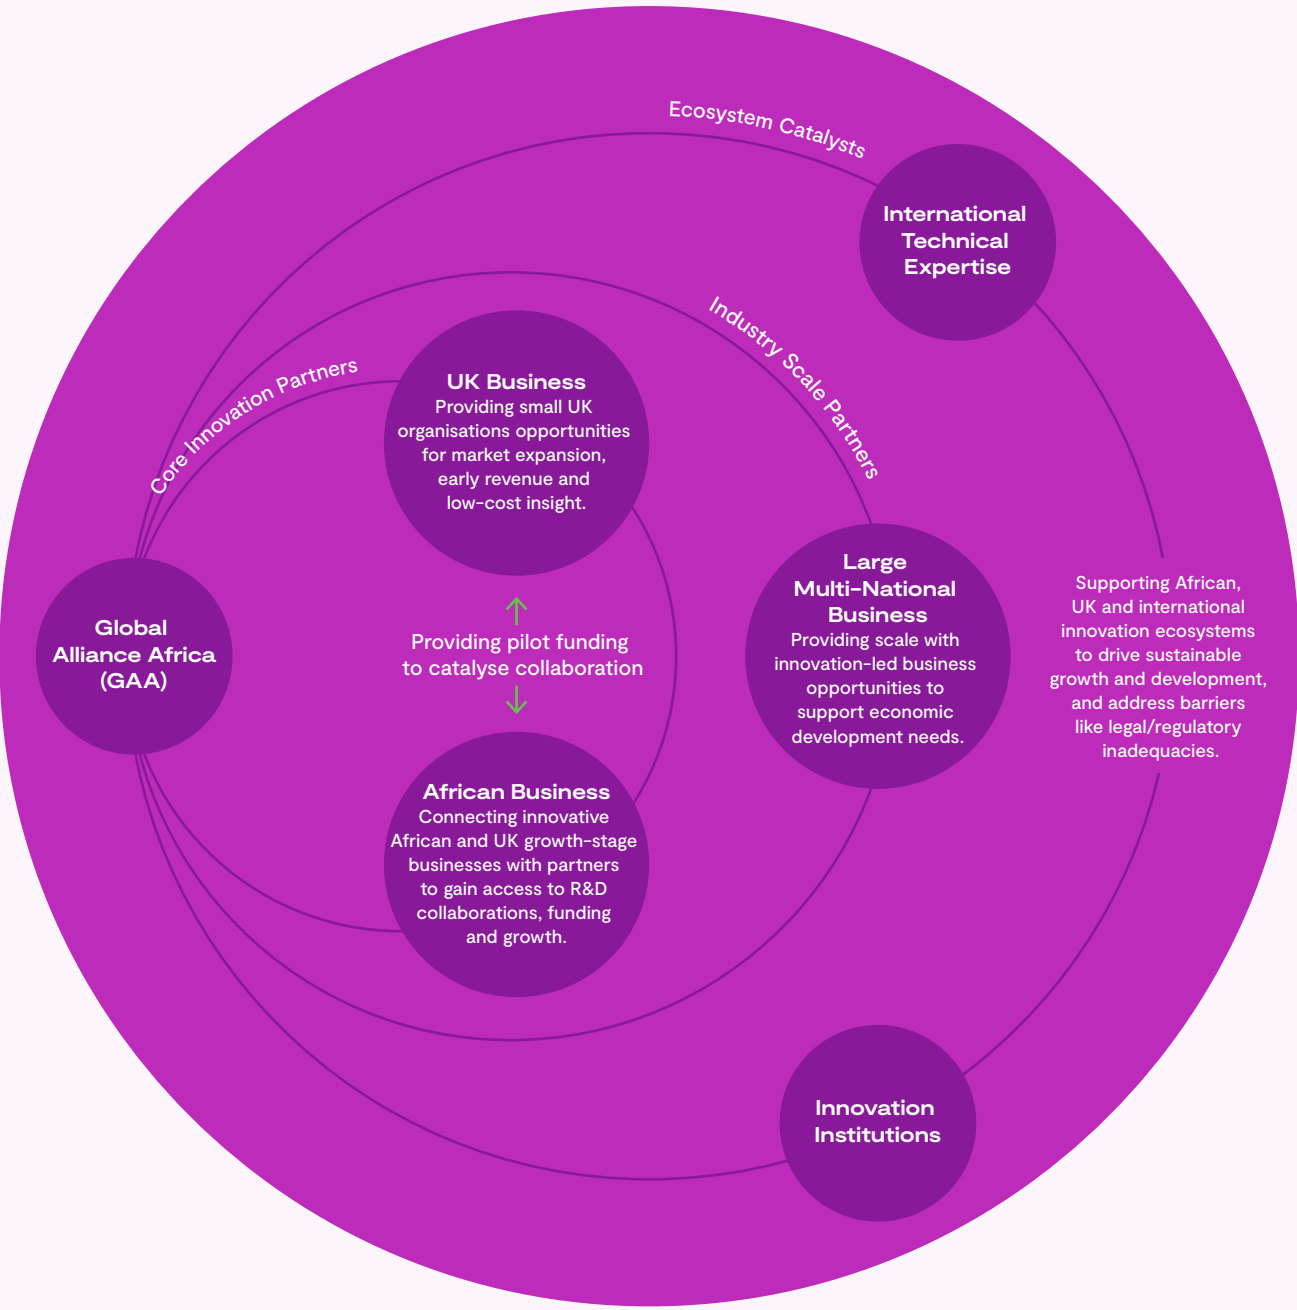 Ecosystem Catalysts
International
Technical
Expertise
Industry Scale Partners
Core Innovation Partners
UK Business
Providing small UK
organisations opportunities
for market expansion,
early revenue and
low-cost insight.
Global
Alliance Africa
(GAA)
Providing pilot funding
to catalyse collaboration
Large
Multi-National
Business
Providing scale with
innovation-led business
opportunities to
support economic
development needs.
Supporting African,
UK and international
innovation ecosystems
to drive sustainable
growth and development,
and address barriers
like legal/regulatory
inadequacies.
African Business
Connecting innovative
African and UK growth-stage
businesses with partners
to gain access to R&D
collaborations, funding
and growth.
Innovation
Institutions